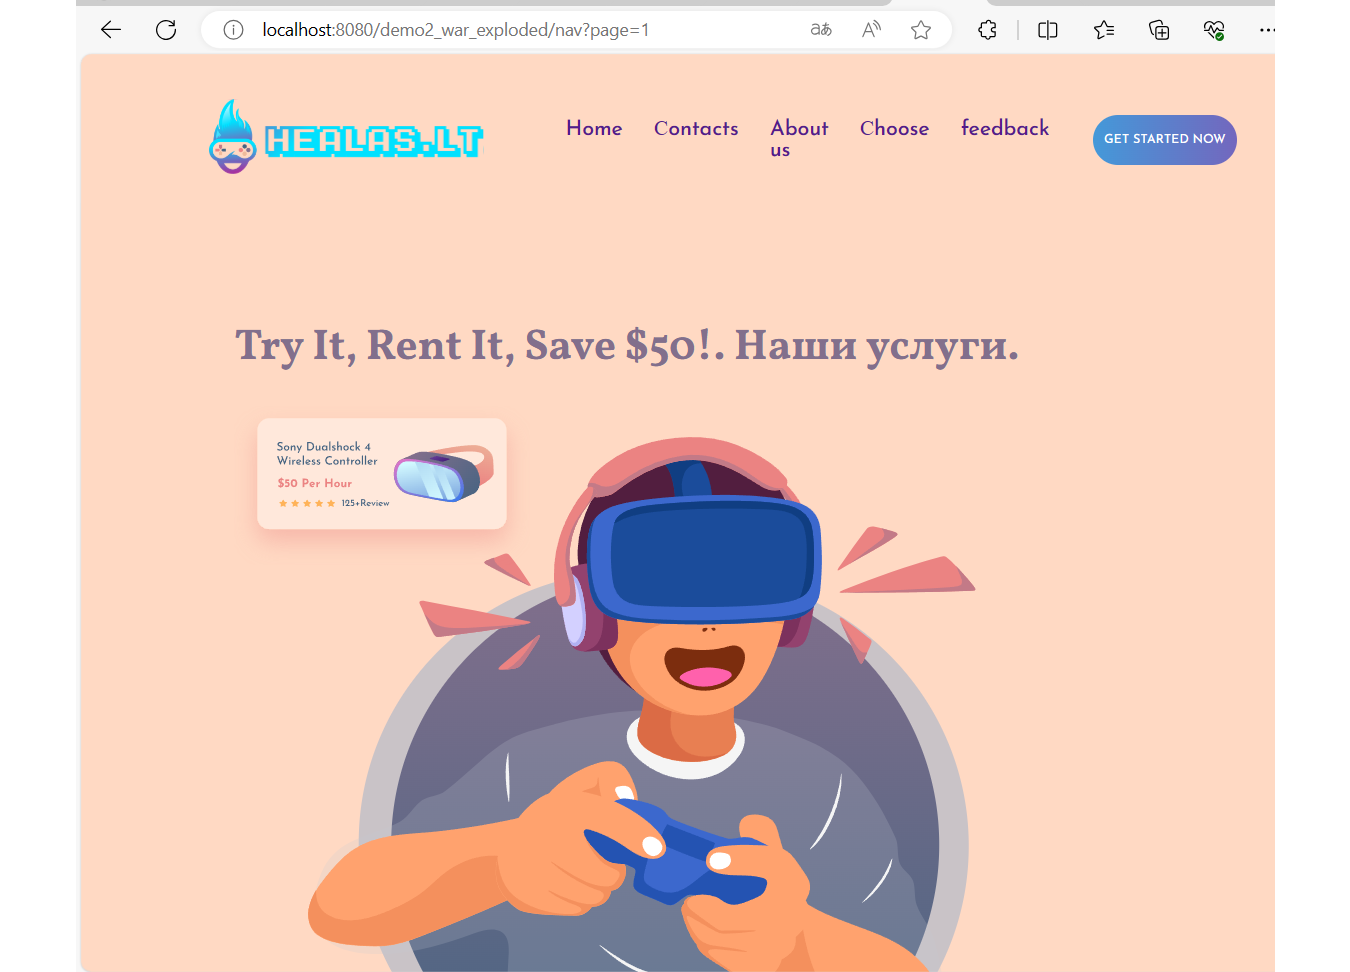 localhost:8080/demo2_war_exploded/nav?page=1
HEALAS.LT
Home Contacts About us Choose feedback
GET STARTED NOW
Try It, Rent It, Save $50!. Наши услуги.
Sony Dualshock 4
Wireless Controller
$50 Per Hour
125+Review